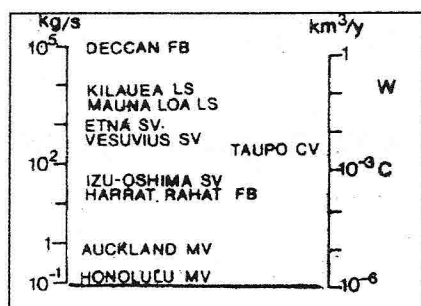 kg/s km³/y
10⁵ DECCAN FB 1
KILAUEA LS W
MAUNA LOA LS
ETNA SV
VESUVIUS SV
TAUPO CV
10² 10⁻³ C
IZU-OSHIMA SV
HARRAT RAHAT FB
1 AUCKLAND MV
10⁻¹ HONOLULU MV 10⁻⁶